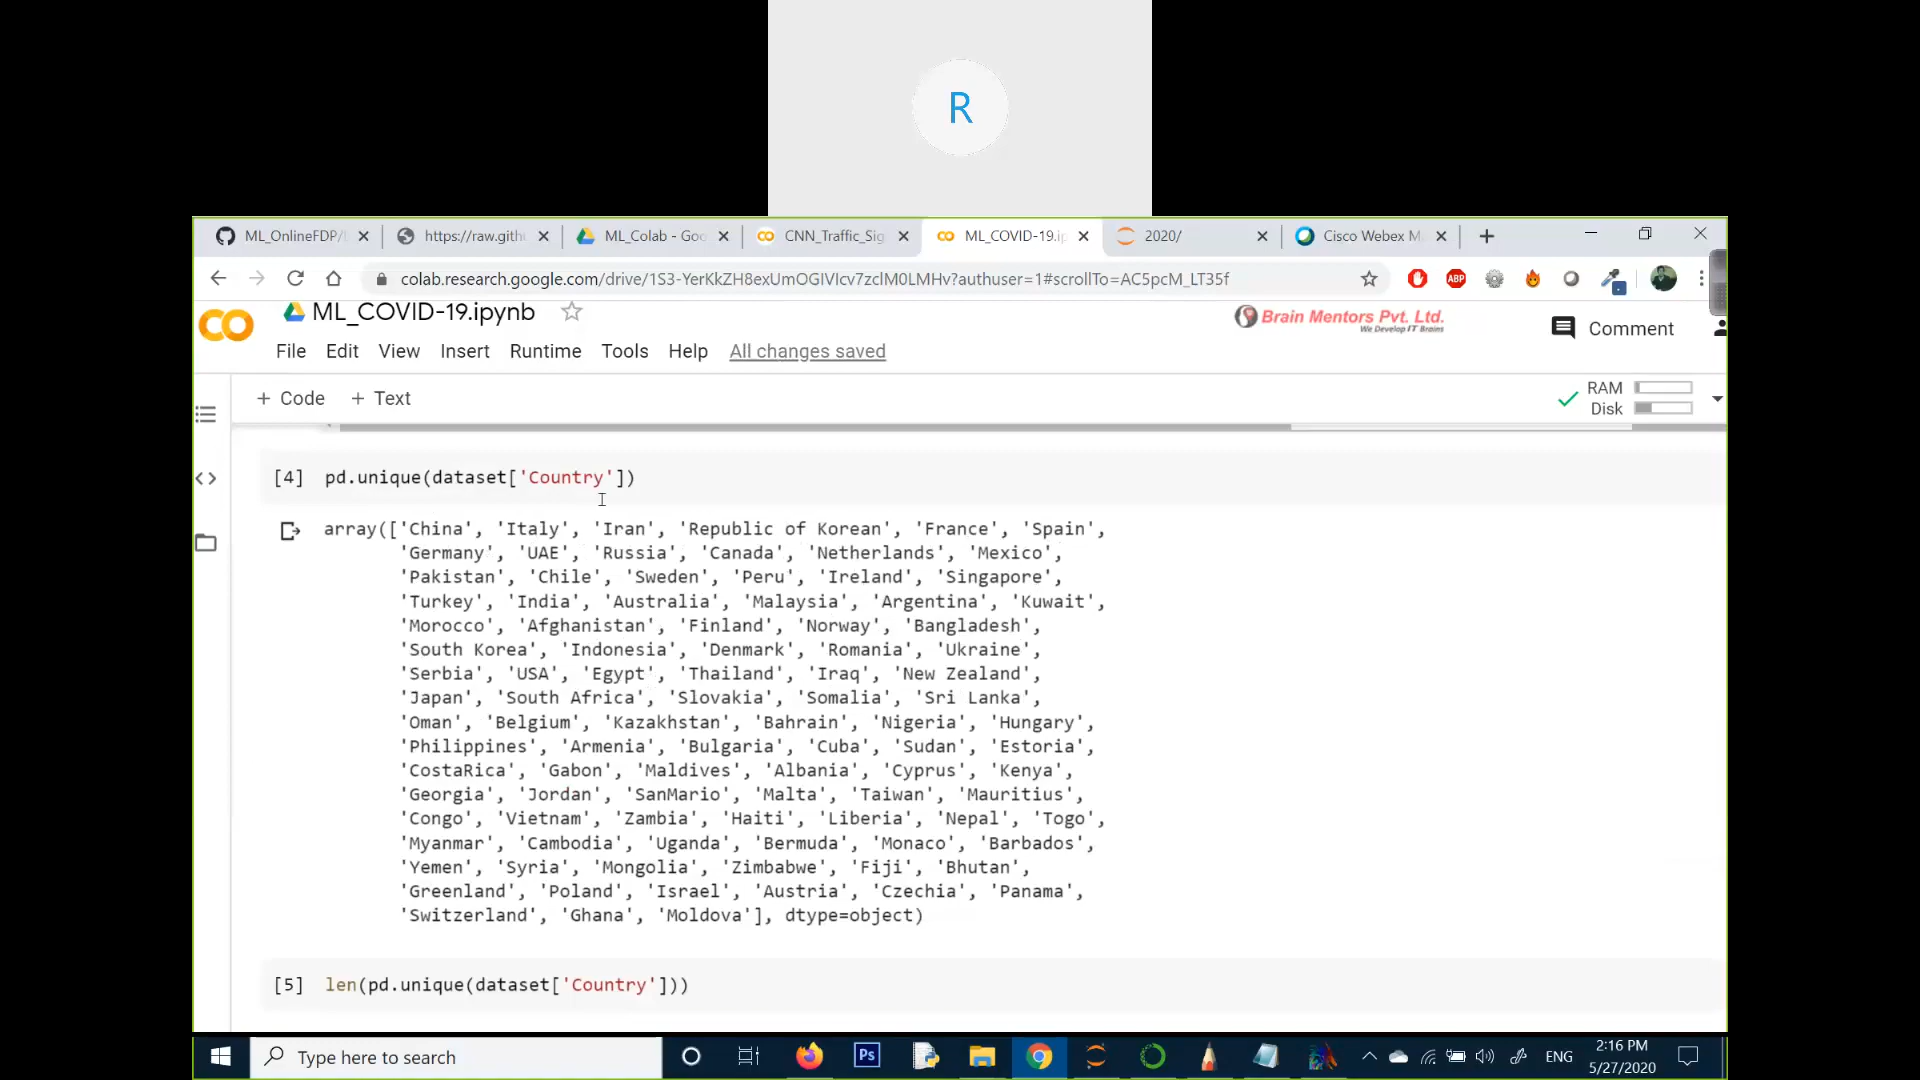 R
ML_OnlineFDP/
https://raw.gith
ML_Colab - Goo
CNN_Traffic_Sig
ML_COVID-19.ip
2020/
Cisco Webex M
colab.research.google.com/drive/1S3-YerKkZH8exUmOGIVIcv7zclM0LMHv?authuser=1#scrollTo=AC5pcM_LT35f
ABP
CO
ML_COVID-19.ipynb
Brain Mentors Pvt. Ltd.
We Develop IT Brains
Comment
File Edit View Insert Runtime Tools Help All changes saved
+ Code + Text
RAM
Disk
[4] pd.unique(dataset['Country'])
array(['China', 'Italy', 'Iran', 'Republic of Korean', 'France', 'Spain',
'Germany', 'UAE', 'Russia', 'Canada', 'Netherlands', 'Mexico',
'Pakistan', 'Chile', 'Sweden', 'Peru', 'Ireland', 'Singapore',
'Turkey', 'India', 'Australia', 'Malaysia', 'Argentina', 'Kuwait',
'Morocco', 'Afghanistan', 'Finland', 'Norway', 'Bangladesh',
'South Korea', 'Indonesia', 'Denmark', 'Romania', 'Ukraine',
'Serbia', 'USA', 'Egypt', 'Thailand', 'Iraq', 'New Zealand',
'Japan', 'South Africa', 'Slovakia', 'Somalia', 'Sri Lanka',
'Oman', 'Belgium', 'Kazakhstan', 'Bahrain', 'Nigeria', 'Hungary',
'Philippines', 'Armenia', 'Bulgaria', 'Cuba', 'Sudan', 'Estoria',
'CostaRica', 'Gabon', 'Maldives', 'Albania', 'Cyprus', 'Kenya',
'Georgia', 'Jordan', 'SanMario', 'Malta', 'Taiwan', 'Mauritius',
'Congo', 'Vietnam', 'Zambia', 'Haiti', 'Liberia', 'Nepal', 'Togo',
'Myanmar', 'Cambodia', 'Uganda', 'Bermuda', 'Monaco', 'Barbados',
'Yemen', 'Syria', 'Mongolia', 'Zimbabwe', 'Fiji', 'Bhutan',
'Greenland', 'Poland', 'Israel', 'Austria', 'Czechia', 'Panama',
'Switzerland', 'Ghana', 'Moldova'], dtype=object)
[5] len(pd.unique(dataset['Country']))
Type here to search
Ps
ENG
2:16 PM
5/27/2020